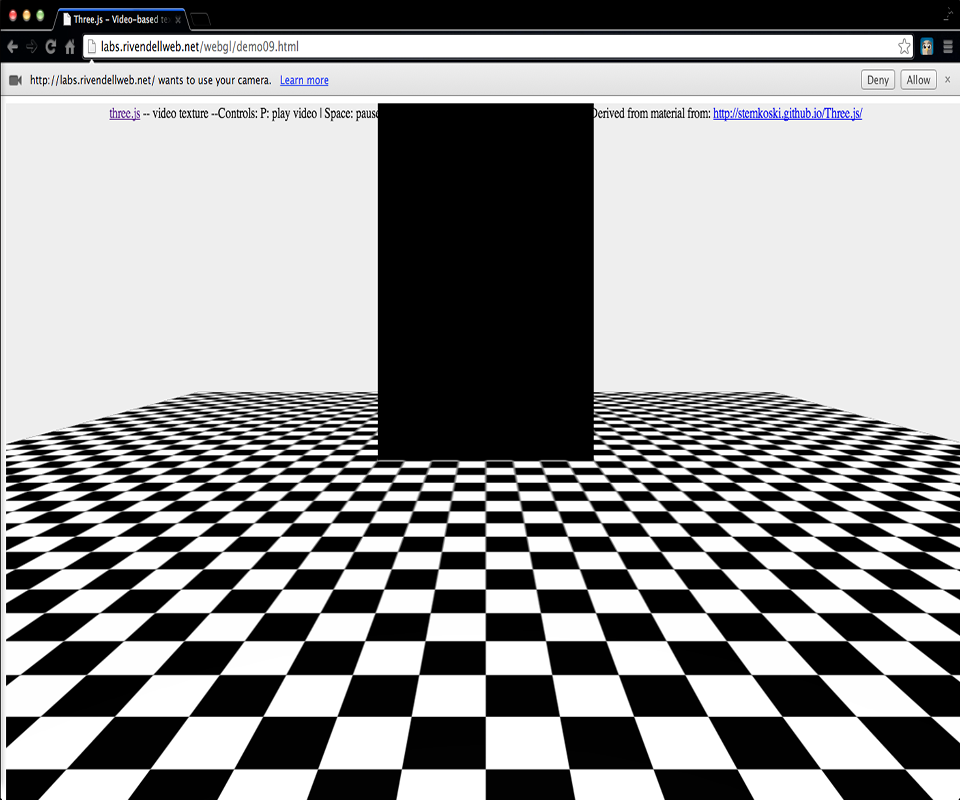 Three.js – Video-based te
labs.rivendellweb.net/webgl/demo09.html
http://labs.rivendellweb.net/ wants to use your camera. Learn more Deny Allow
three.js -- video texture --Controls: P: play video | Space: pause Derived from material from: http://stemkoski.github.io/Three.js/